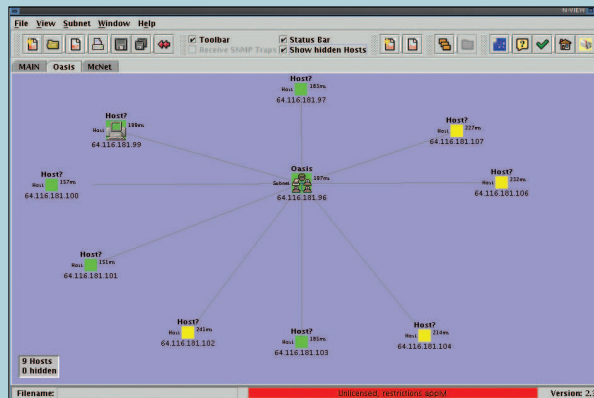 N-VIEW
File View Subnet Window Help
Toolbar
Status Bar
Receive SNMP Traps
Show hidden Hosts
MAIN Oasis McNet
Host?
Host 183ms
64.116.181.97
Host?
Host 188ms
64.116.181.99
Host?
Host 227ms
64.116.181.107
Host?
Host 157ms
64.116.181.100
Oasis
Subnet 197ms
64.116.181.96
Host?
Host 232ms
64.116.181.106
Host?
Host 151ms
64.116.181.101
Host?
Host 241ms
64.116.181.102
Host?
Host 185ms
64.116.181.103
Host?
Host 214ms
64.116.181.104
9 Hosts
0 hidden
Filename:
Unlicensed, restrictions apply!
Version: 2.